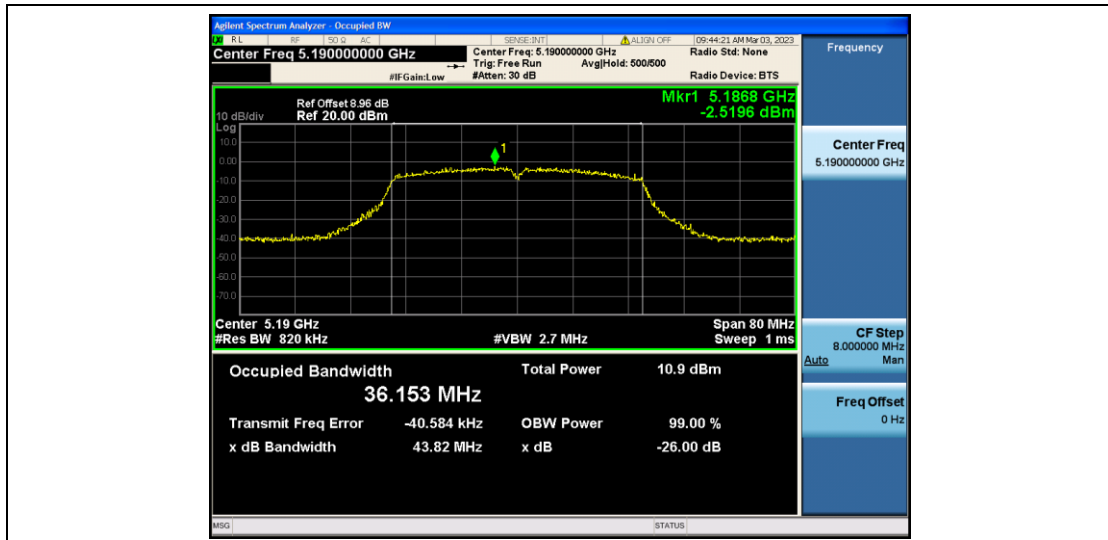 Agilent Spectrum Analyzer - Occupied BW
RL RF 50 Ω AC SENSE:INT ALIGN OFF 09:44:21 AM Mar 03, 2023
Center Freq 5.190000000 GHz Center Freq: 5.190000000 GHz Radio Std: None
Trig: Free Run Avg|Hold: 500/500
#IFGain:Low #Atten: 30 dB Radio Device: BTS
Frequency
Ref Offset 8.96 dB Mkr1 5.1868 GHz
10 dB/div Ref 20.00 dBm -2.5196 dBm
Log
10.0
0.00
-10.0
-20.0
-30.0
-40.0
-50.0
-60.0
-70.0
1
Center 5.19 GHz Span 80 MHz
#Res BW 820 kHz #VBW 2.7 MHz Sweep 1 ms
Occupied Bandwidth Total Power 10.9 dBm
36.153 MHz
Transmit Freq Error -40.584 kHz OBW Power 99.00 %
x dB Bandwidth 43.82 MHz x dB -26.00 dB
Center Freq
5.190000000 GHz
CF Step
8.000000 MHz
Auto Man
Freq Offset
0 Hz
MSG STATUS